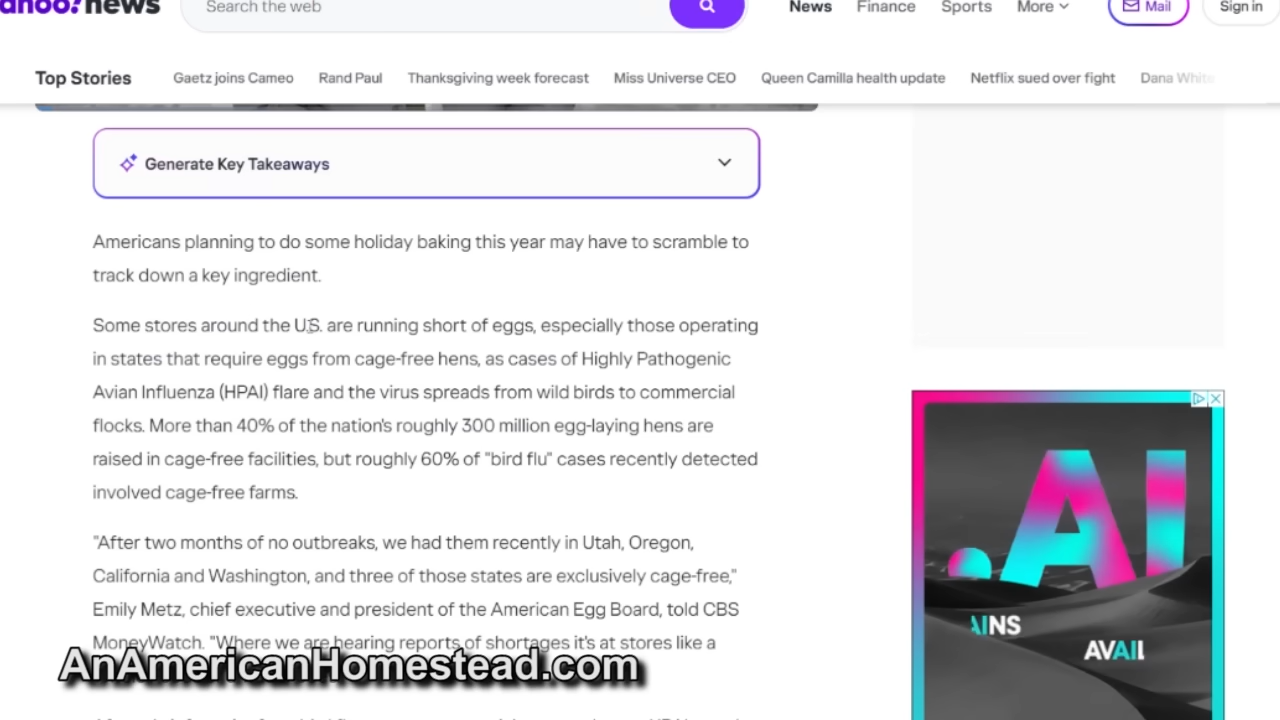 yahoo!news
Search the web
News Finance Sports More Mail Sign in
Top Stories Gaetz joins Cameo Rand Paul Thanksgiving week forecast Miss Universe CEO Queen Camilla health update Netflix sued over fight Dana White
Generate Key Takeaways
Americans planning to do some holiday baking this year may have to scramble to
track down a key ingredient.
Some stores around the U.S. are running short of eggs, especially those operating
in states that require eggs from cage-free hens, as cases of Highly Pathogenic
Avian Influenza (HPAI) flare and the virus spreads from wild birds to commercial
flocks. More than 40% of the nation's roughly 300 million egg-laying hens are
raised in cage-free facilities, but roughly 60% of "bird flu" cases recently detected
involved cage-free farms.
"After two months of no outbreaks, we had them recently in Utah, Oregon,
California and Washington, and three of those states are exclusively cage-free,"
Emily Metz, chief executive and president of the American Egg Board, told CBS
MoneyWatch. "Where we are hearing reports of shortages it's at stores like a
AnAmericanHomestead.com
.AI